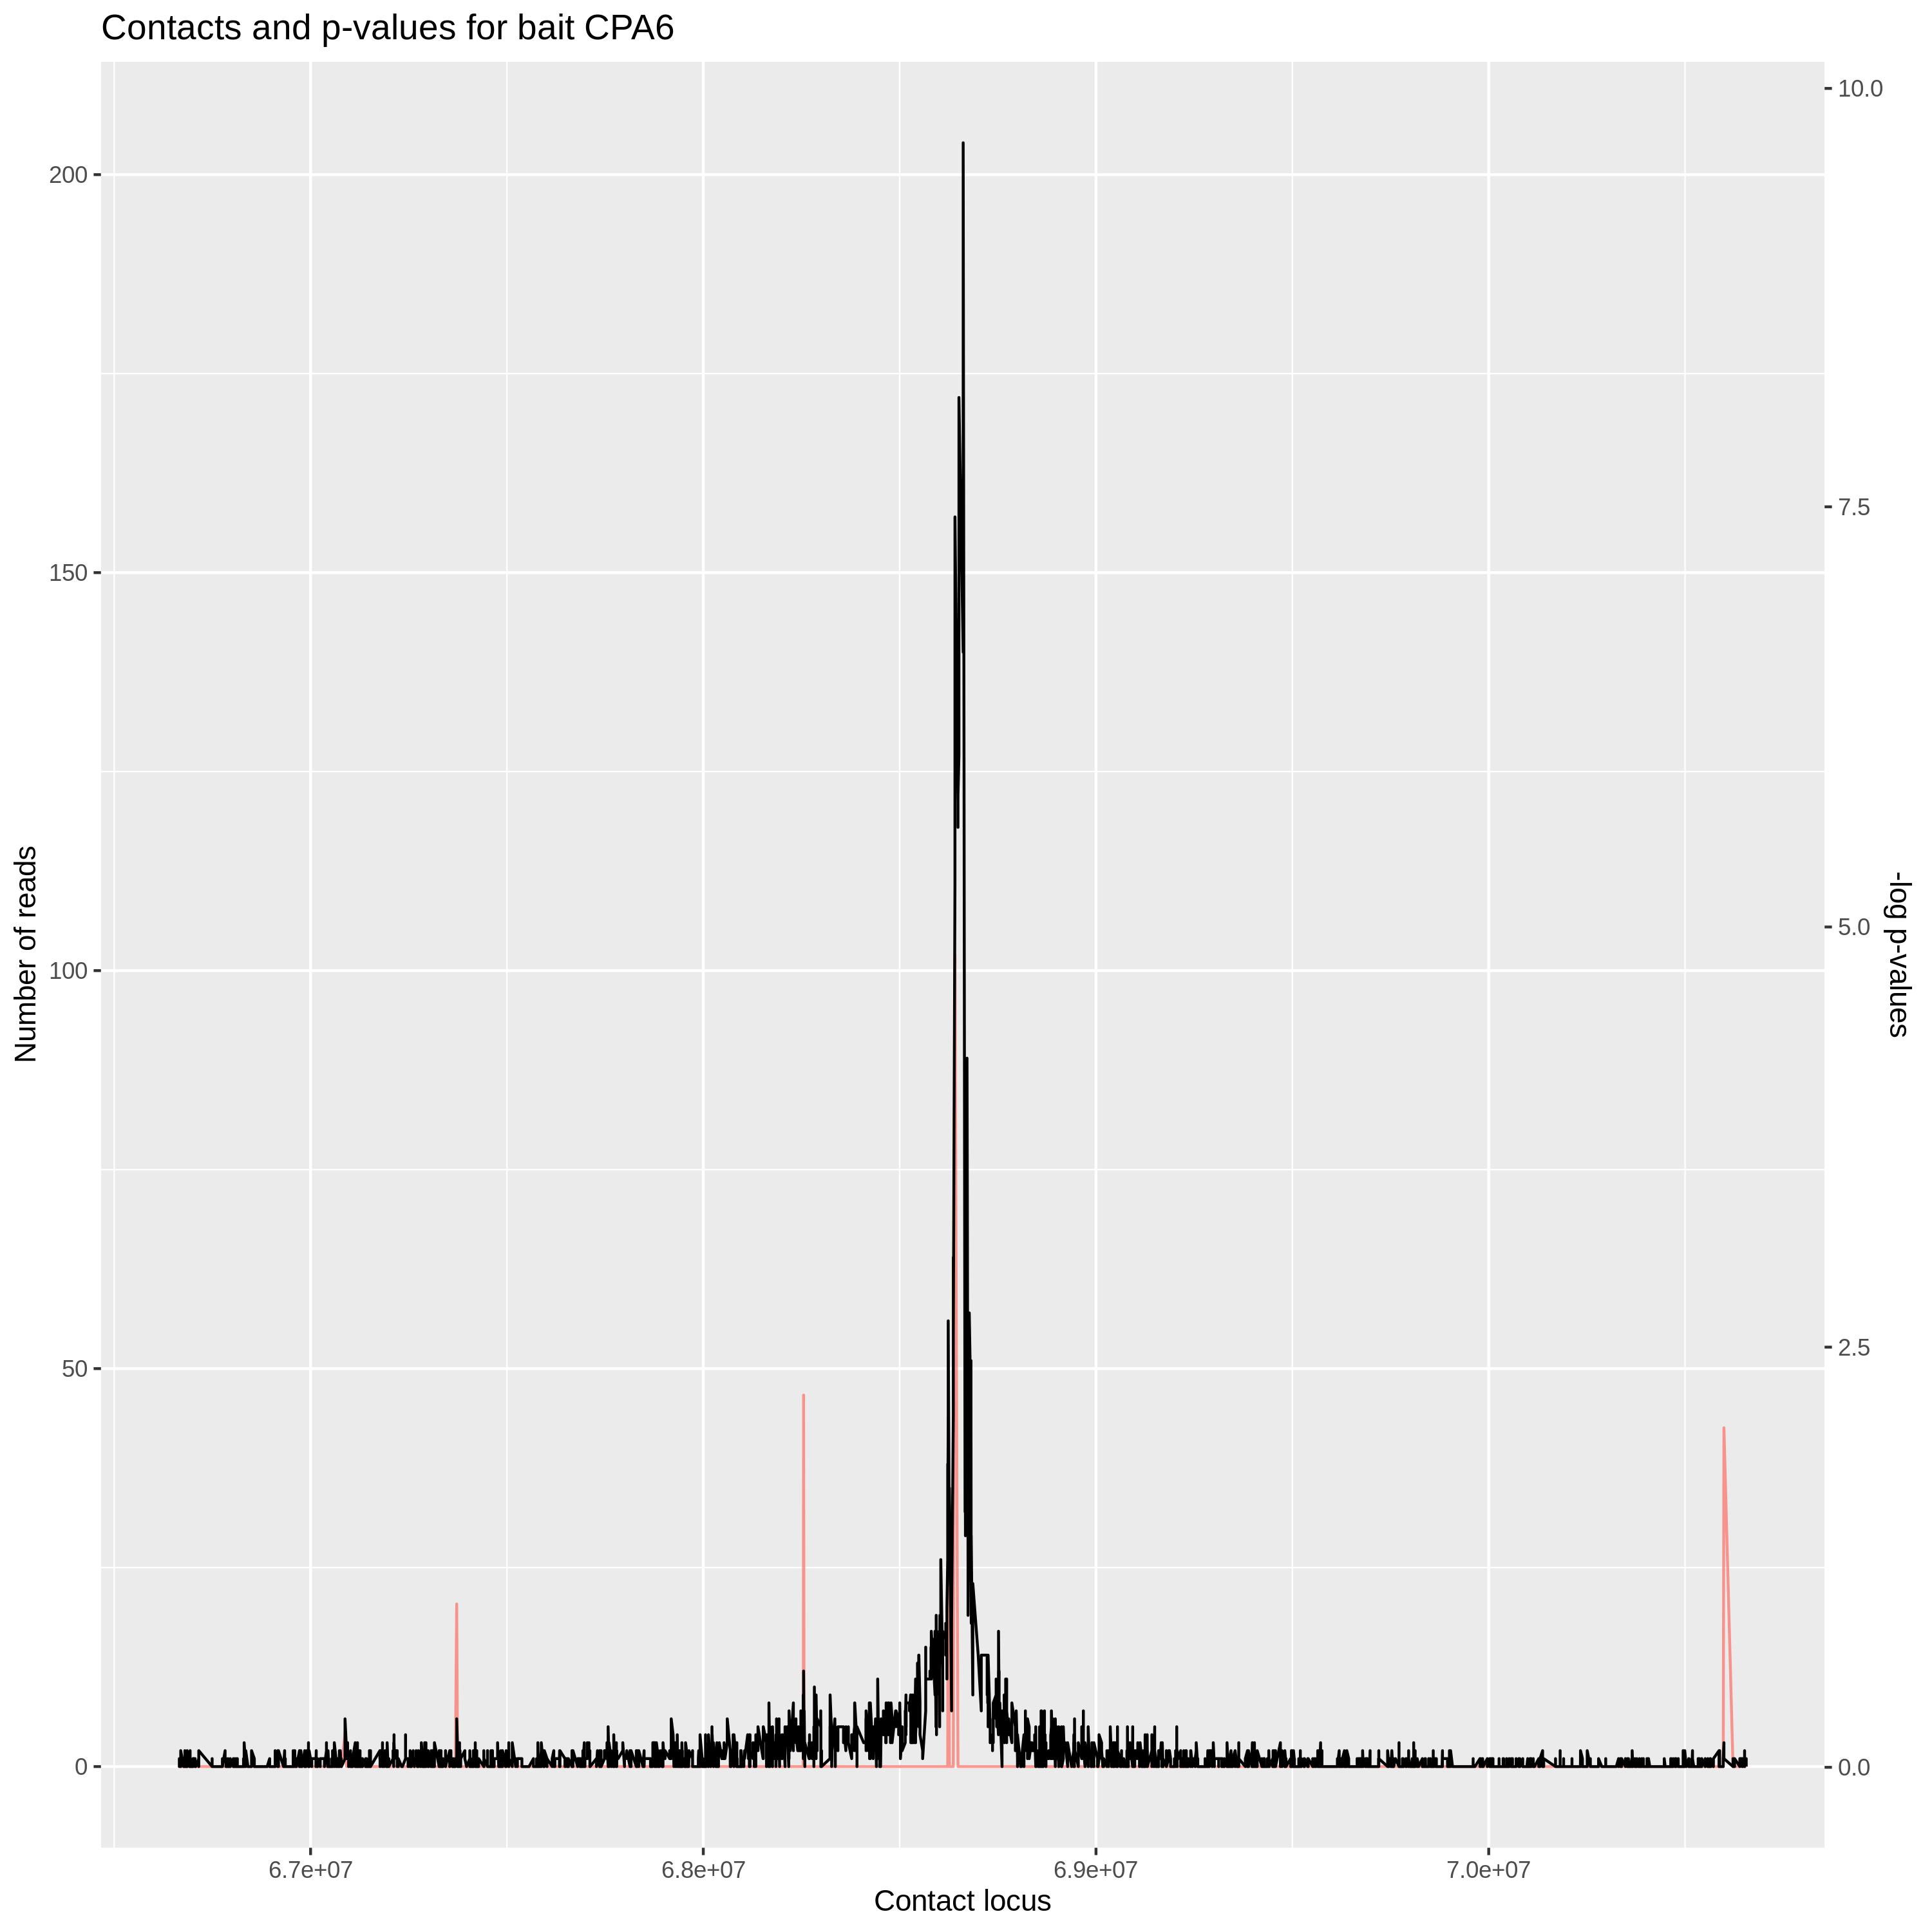 Contacts and p-values for bait CPA6
10.0
200
7.5
150
5.0
100
2.5
50
0
0.0
Number of reads
-log p-values
6.7e+07 6.8e+07 6.9e+07 7.0e+07
Contact locus